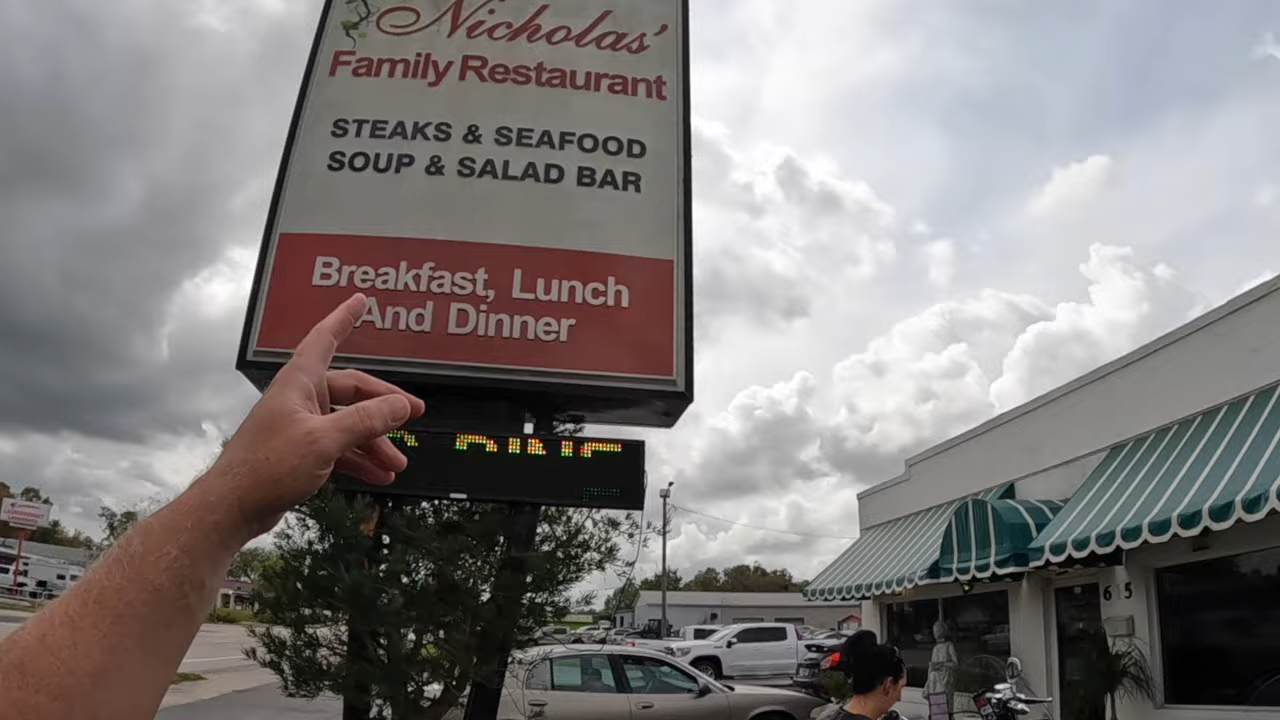 Nicholas'
Family Restaurant
STEAKS & SEAFOOD
SOUP & SALAD BAR
Breakfast, Lunch
And Dinner
615